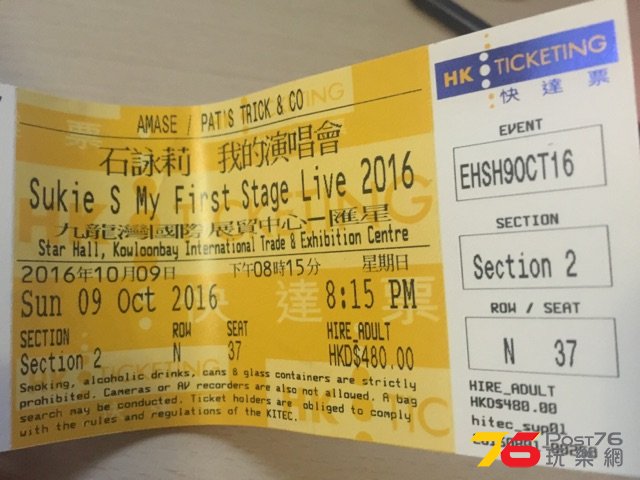 AMASE / PAT'S TRICK & CO
石詠莉 我的演唱會
Sukie S My First Stage Live 2016
九龍灣國際展貿中心-匯星
Star Hall, Kowloonbay International Trade & Exhibition Centre
2016年10月09日 下午08時15分 星期日
Sun 09 Oct 2016 8:15 PM
SECTION ROW SEAT HIRE_ADULT
Section 2 N 37 HKD$480.00
Smoking, alcoholic drinks, cans & glass containers are strictly
prohibited. Cameras or AV recorders are also not allowed. A bag
search may be conducted. Ticket holders are obliged to comply
with the rules and regulations of the KITEC.
HK TICKETING
快達票
EVENT
EHSH9OCT16
SECTION
Section 2
ROW / SEAT
N 37
HIRE_ADULT
HKD$480.00
hitec_sup01
76 Post76
玩樂網